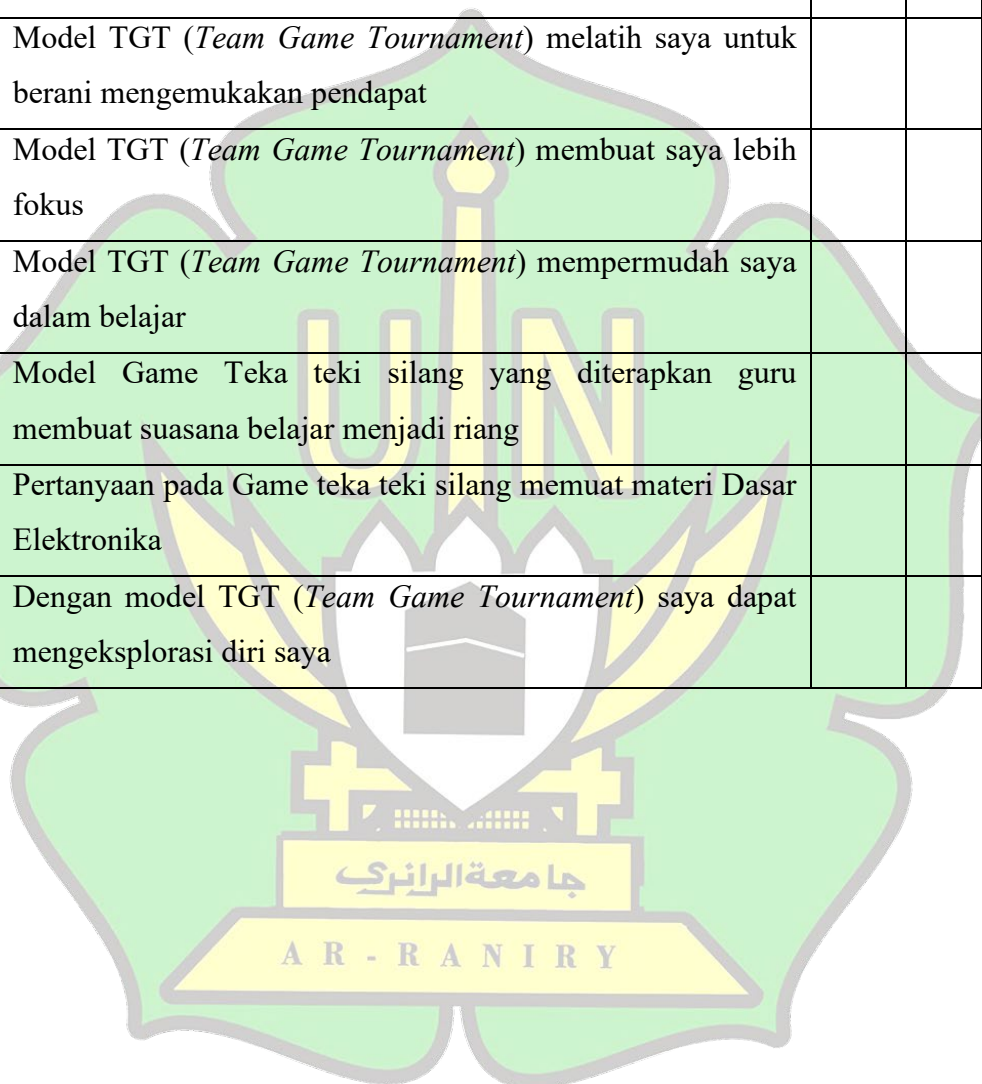 Model TGT (Team Game Tournament) melatih saya untuk
berani mengemukakan pendapat
Model TGT (Team Game Tournament) membuat saya lebih
fokus
Model TGT (Team Game Tournament) mempermudah saya
dalam belajar
Model Game Teka teki silang yang diterapkan guru
membuat suasana belajar menjadi riang
Pertanyaan pada Game teka teki silang memuat materi Dasar
Elektronika
Dengan model TGT (Team Game Tournament) saya dapat
mengeksplorasi diri saya
UIN
جامعة الرانري
AR-RANIRY